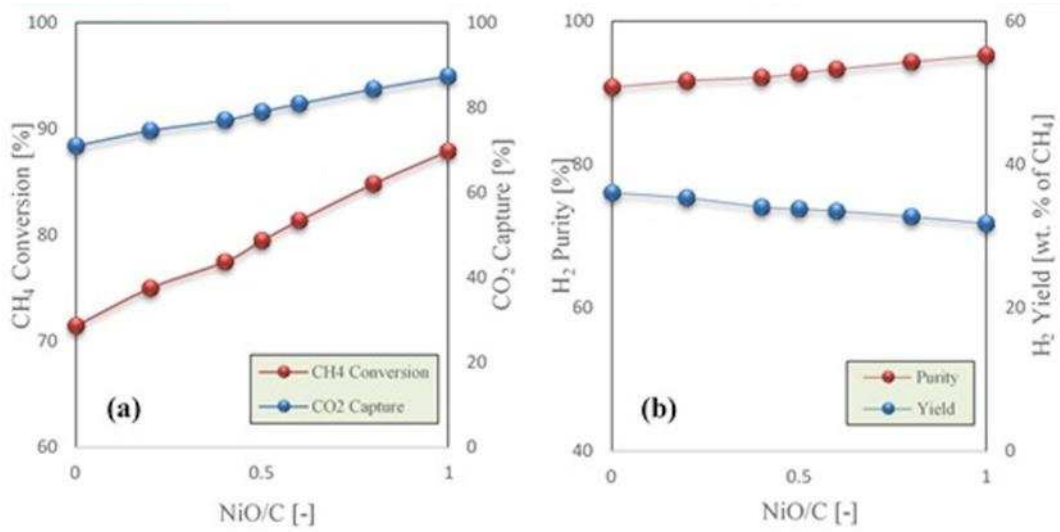 100
90
80
70
60
CH₄ Conversion [%]
100
80
60
40
20
0
CO₂ Capture [%]
CH4 Conversion
CO2 Capture
(a)
0
0.5
1
NiO/C [-]
100
80
60
40
H₂ Purity [%]
60
40
20
0
H₂ Yield [wt. % of CH₄]
Purity
Yield
(b)
0
0.5
1
NiO/C [-]